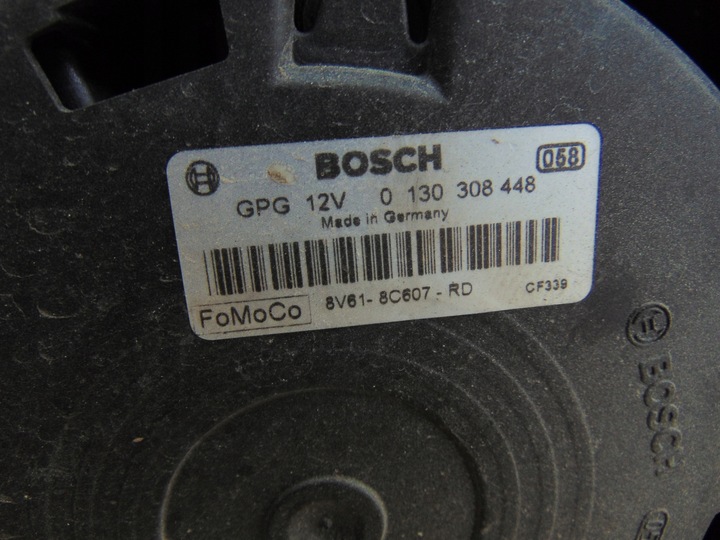 BOSCH 058
GPG 12V 0 130 308 448
Made in Germany
FoMoCo 8V61- 8C607 - RD CF339
BOSCH